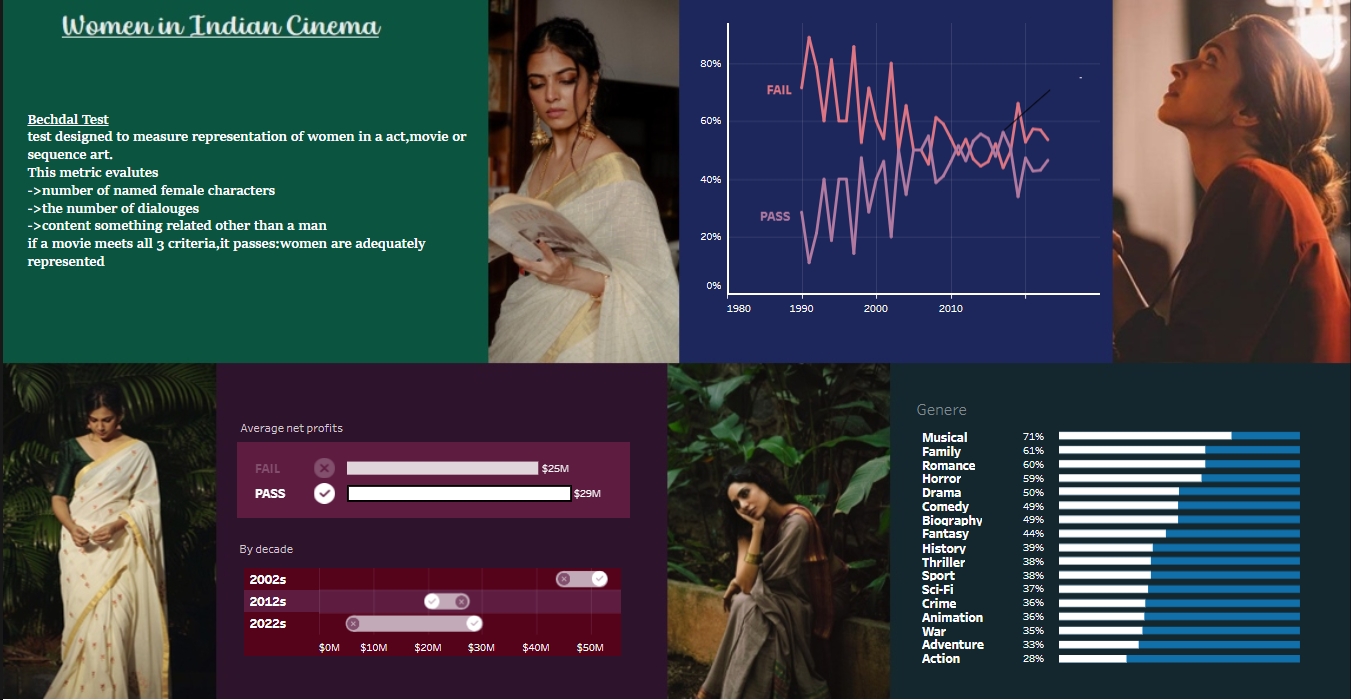 Women in Indian Cinema
Bechdal Test
test designed to measure representation of women in a act,movie or
sequence art.
This metric evalutes
->number of named female characters
->the number of dialouges
->content something related other than a man
if a movie meets all 3 criteria,it passes:women are adequately
represented
80%
FAIL
60%
40%
PASS
20%
0%
1980 1990 2000 2010
Average net profits
FAIL $25M
PASS $29M
By decade
2002s
2012s
2022s
$0M $10M $20M $30M $40M $50M
Genere
Musical 71%
Family 61%
Romance 60%
Horror 59%
Drama 50%
Comedy 49%
Biography 49%
Fantasy 44%
History 39%
Thriller 38%
Sport 38%
Sci-Fi 37%
Crime 36%
Animation 36%
War 35%
Adventure 33%
Action 28%